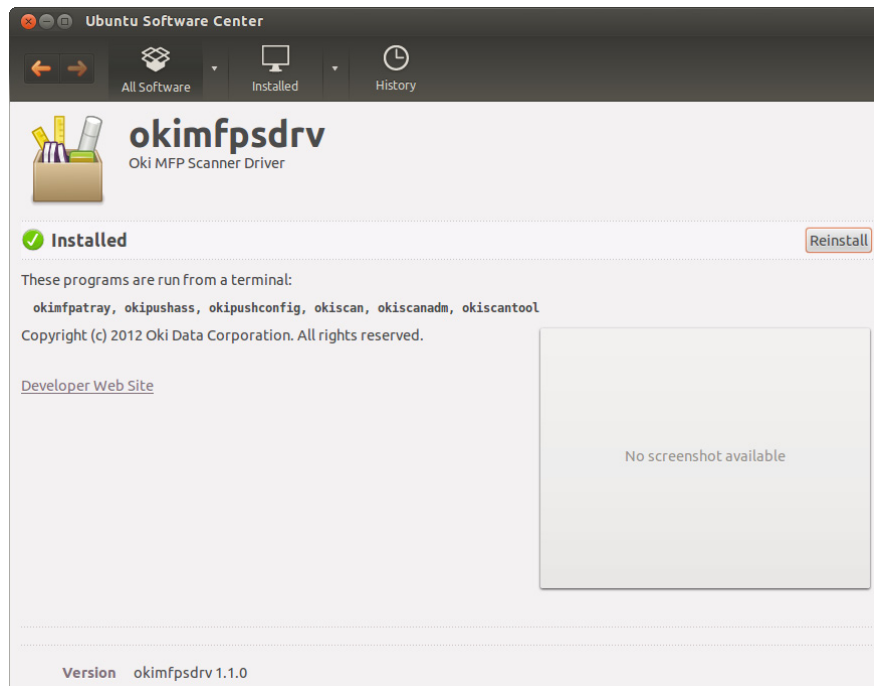 Ubuntu Software Center
All Software
Installed
History
okimfpsdrv
Oki MFP Scanner Driver
Installed
Reinstall
These programs are run from a terminal:
okimfpatray, okipushass, okipushconfig, okiscan, okiscanadm, okiscantool
Copyright (c) 2012 Oki Data Corporation. All rights reserved.
Developer Web Site
No screenshot available
Version okimfpsdrv 1.1.0